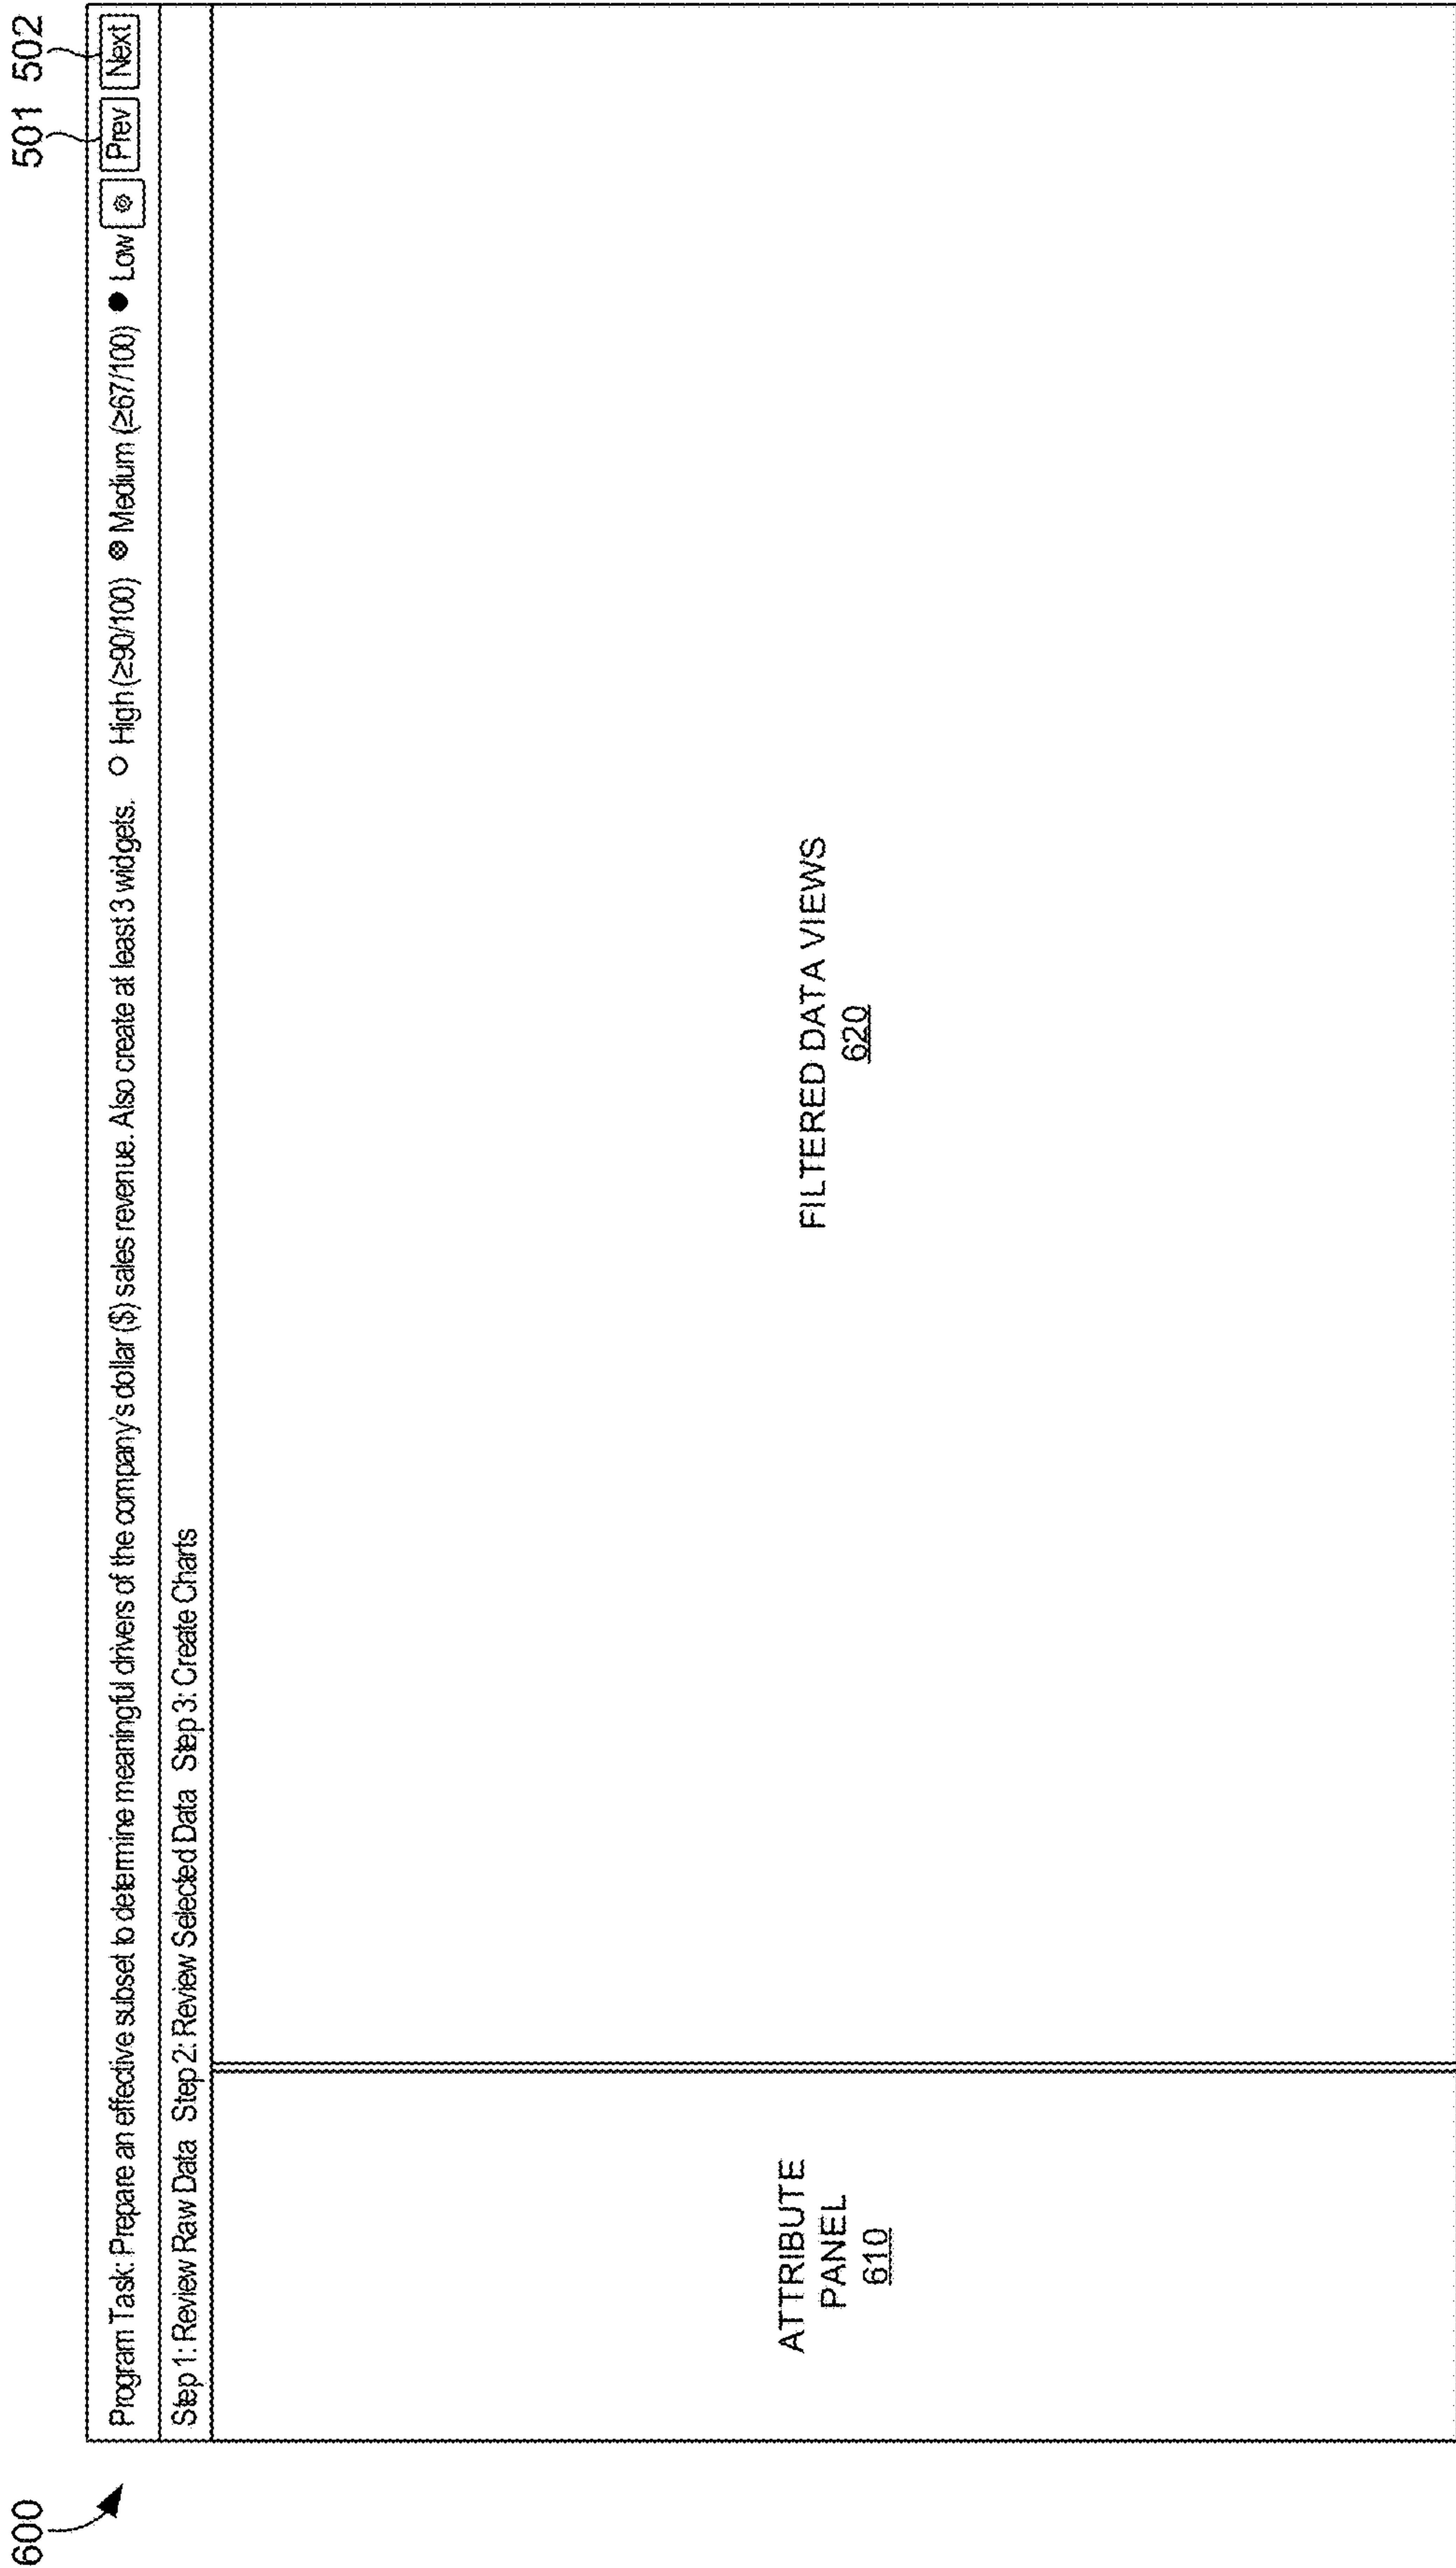 600
501 502
Program Task: Prepare an effective subset to determine meaningful drivers of the company's dollar ($) sales revenue. Also create at least 3 widgets. High (≥90/100) Medium (≥67/100) Low Prev Next
Step 1: Review Raw Data Step 2: Review Selected Data Step 3: Create Charts
ATTRIBUTE
PANEL
610
FILTERED DATA VIEWS
620